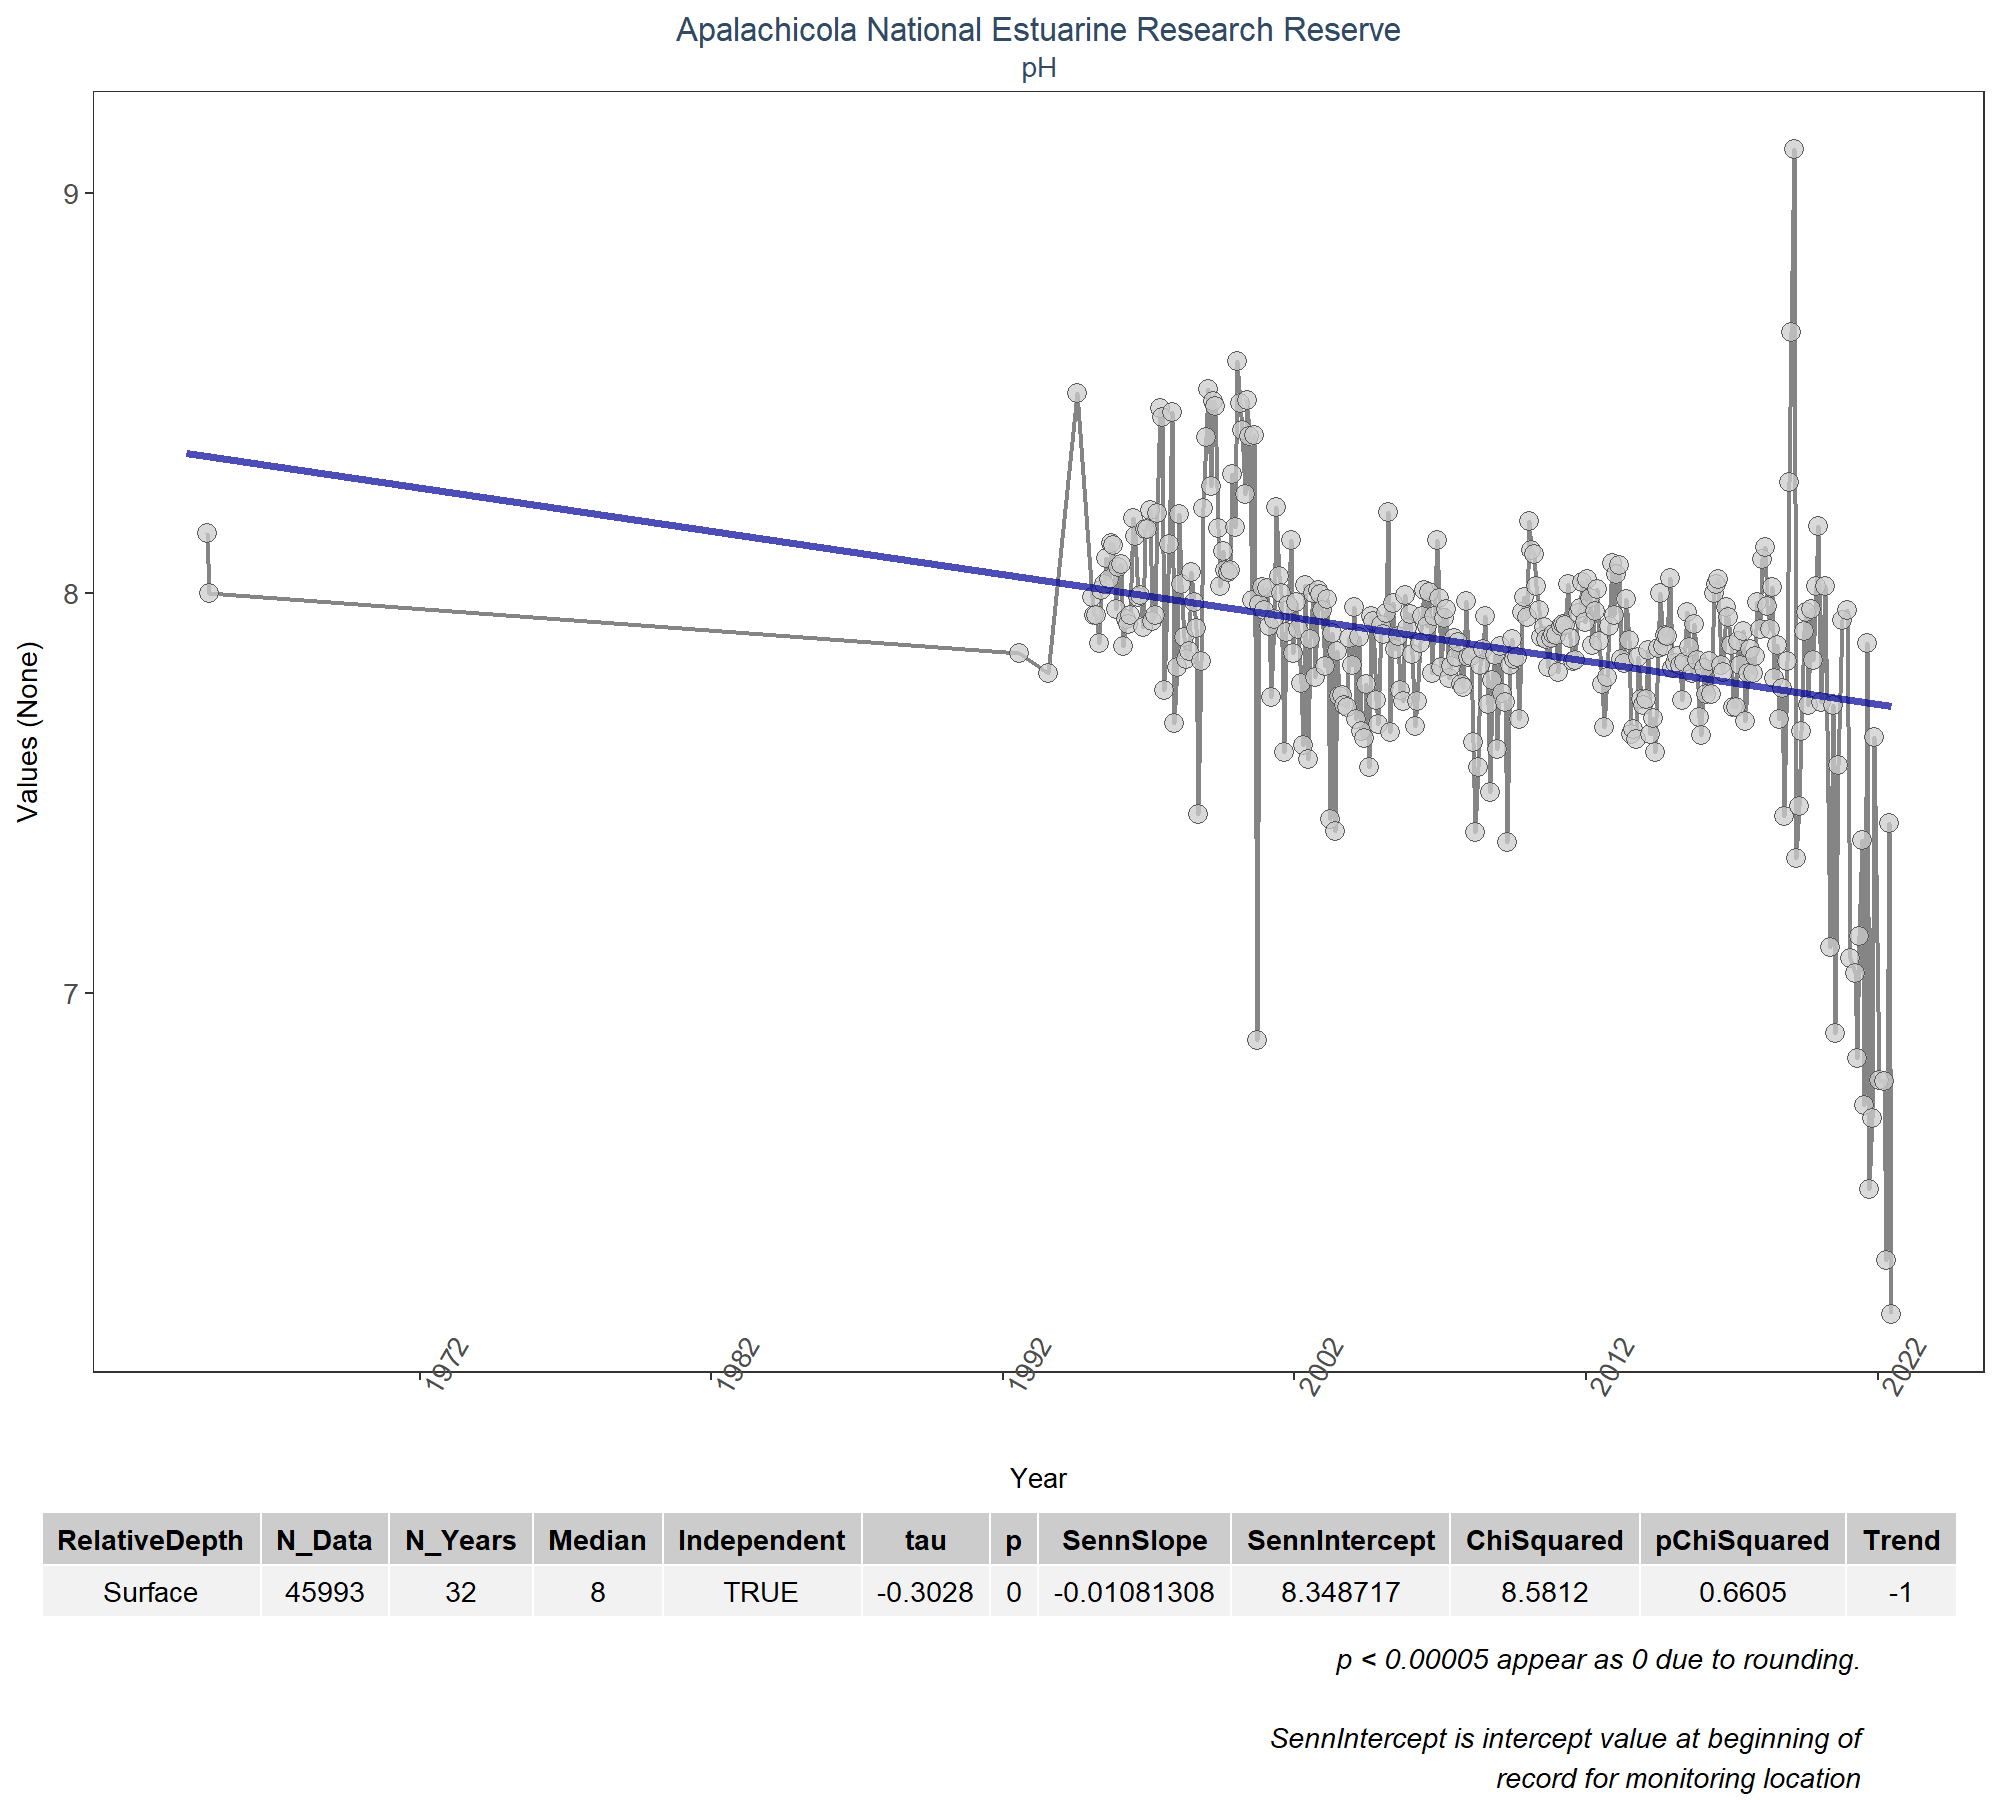 Apalachicola National Estuarine Research Reserve
pH
9
8
7
Values (None)
1972 1982 1992 2002 2012 2022
Year
RelativeDepth N_Data N_Years Median Independent tau p SennSlope SennIntercept ChiSquared pChiSquared Trend
Surface 45993 32 8 TRUE -0.3028 0 -0.01081308 8.348717 8.5812 0.6605 -1
p < 0.00005 appear as 0 due to rounding.
SennIntercept is intercept value at beginning of
record for monitoring location